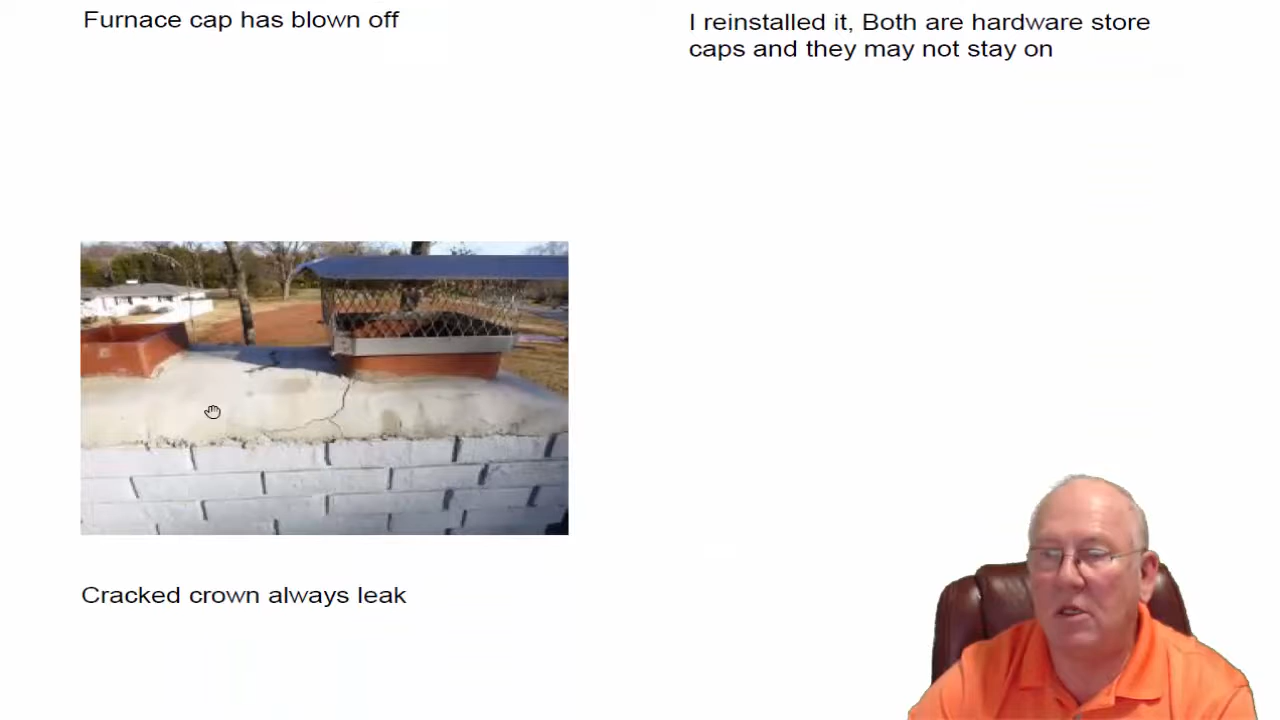 Furnace cap has blown off
I reinstalled it, Both are hardware store
caps and they may not stay on
Cracked crown always leak